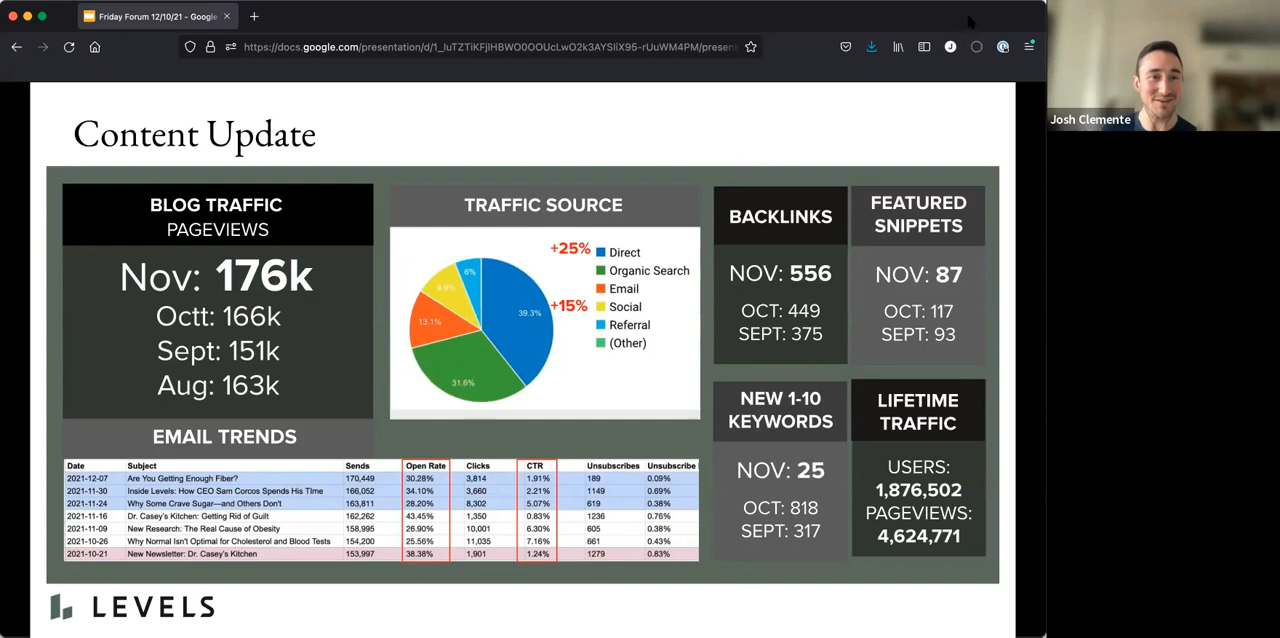 Friday Forum 12/10/21 - Google
https://docs.google.com/presentation/d/1_IuTZTiKFjlHBWO0OOUcLwO2k3AYSIiX95-rUuWM4PM/present
Josh Clemente
Content Update
BLOG TRAFFIC
PAGEVIEWS
Nov: 176k
Octt: 166k
Sept: 151k
Aug: 163k
TRAFFIC SOURCE
+25%
+15%
Direct
Organic Search
Email
Social
Referral
(Other)
6%
9.9%
13.1%
39.3%
31.6%
BACKLINKS
NOV: 556
OCT: 449
SEPT: 375
FEATURED
SNIPPETS
NOV: 87
OCT: 117
SEPT: 93
NEW 1-10
KEYWORDS
NOV: 25
OCT: 818
SEPT: 317
LIFETIME
TRAFFIC
USERS:
1,876,502
PAGEVIEWS:
4,624,771
EMAIL TRENDS
Date Subject Sends Open Rate Clicks CTR Unsubscribes Unsubscribe
2021-12-07 Are You Getting Enough Fiber? 170,449 30.28% 3,814 1.91% 189 0.09%
2021-11-30 Inside Levels: How CEO Sam Corcos Spends His TIme 166,052 34.10% 3,660 2.21% 1149 0.69%
2021-11-24 Why Some Crave Sugar—and Others Don't 163,811 28.20% 8,302 5.07% 619 0.38%
2021-11-16 Dr. Casey's Kitchen: Getting Rid of Guilt 162,262 43.45% 1,350 0.83% 1236 0.76%
2021-11-09 New Research: The Real Cause of Obesity 158,995 26.90% 10,001 6.30% 605 0.38%
2021-10-26 Why Normal Isn't Optimal for Cholesterol and Blood Tests 154,200 25.56% 11,035 7.16% 661 0.43%
2021-10-21 New Newsletter: Dr. Casey's Kitchen 153,997 38.38% 1,901 1.24% 1279 0.83%
LEVELS